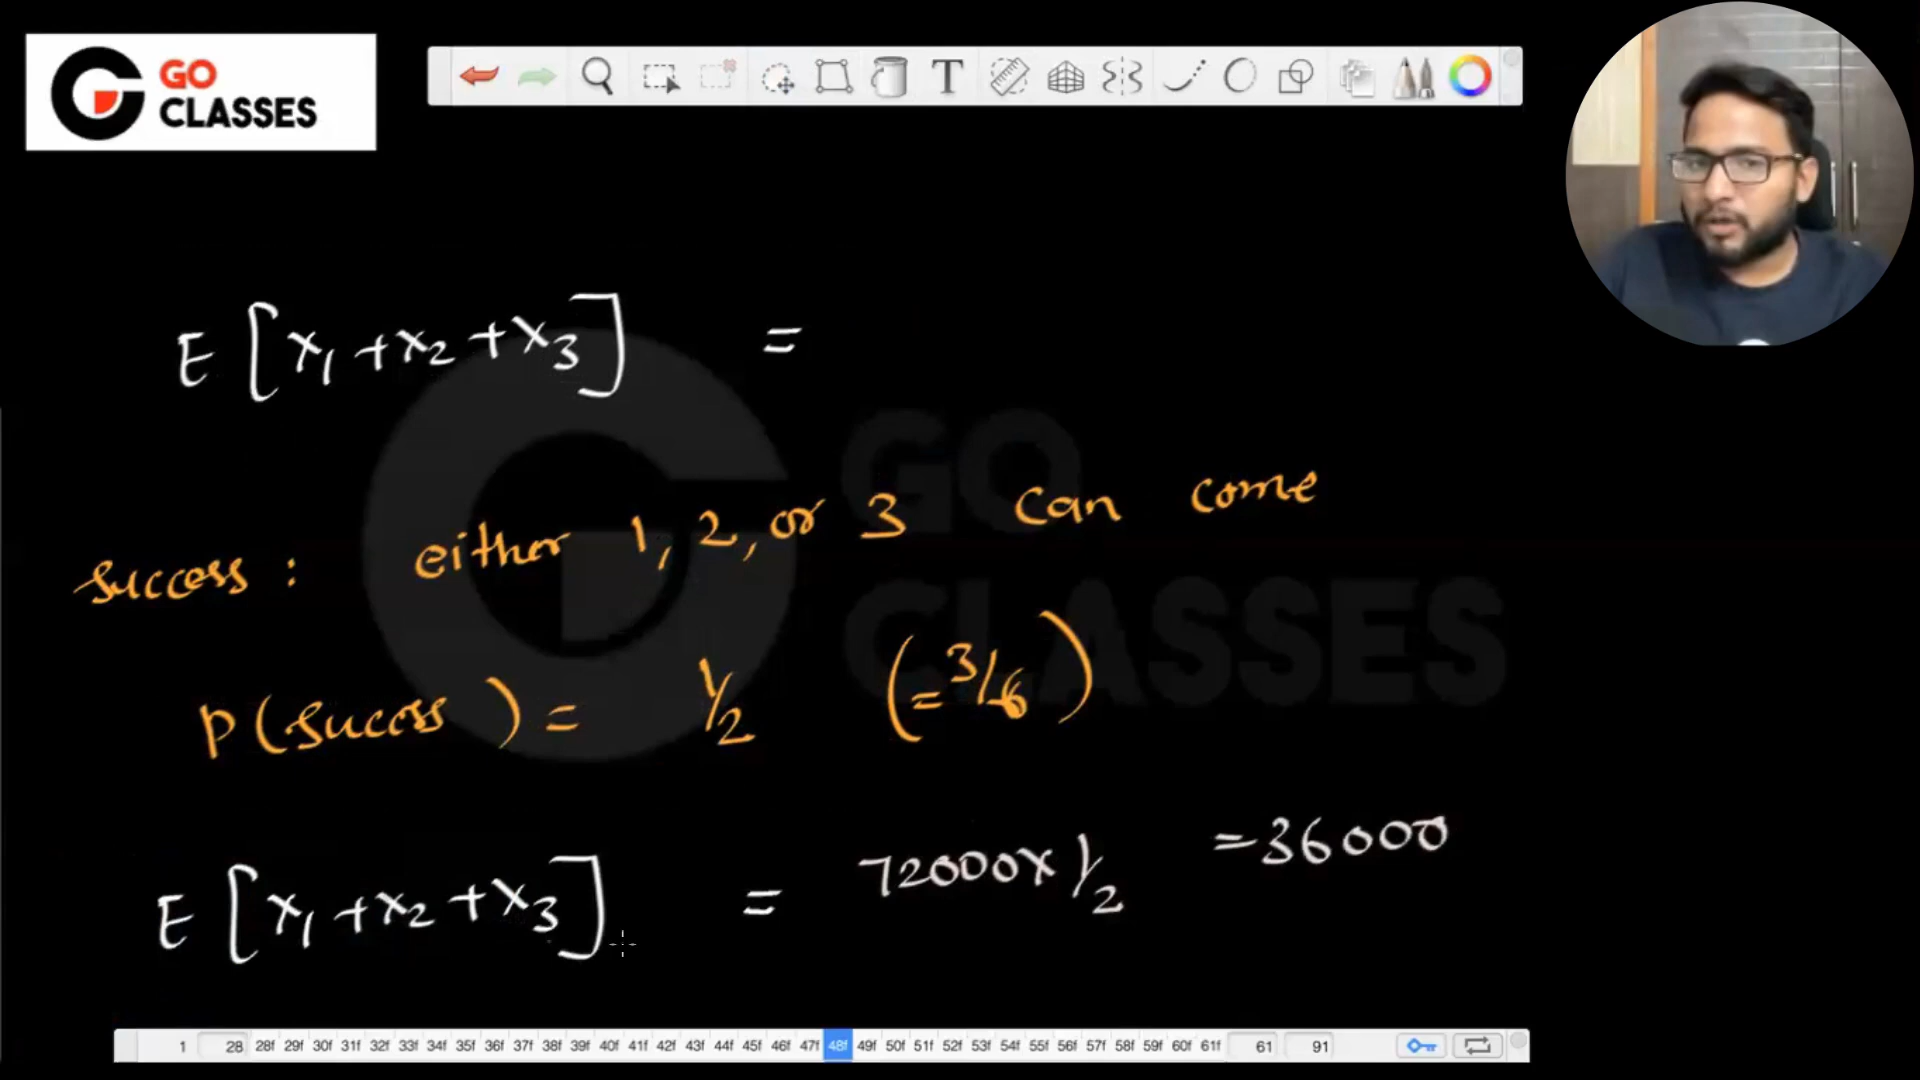 GO
CLASSES
T
E[x1+x2+x3] =
GO
CLASSES
success: either 1, 2, or 3 can come
P(success) = 1/2 (=3/6)
E[x1+x2+x3] = 72000x1/2 =36000
1 28 28f 29f 30f 31f 32f 33f 34f 35f 36f 37f 38f 39f 40f 41f 42f 43f 44f 45f 46f 47f 48f 49f 50f 51f 52f 53f 54f 55f 56f 57f 58f 59f 60f 61f 61 91